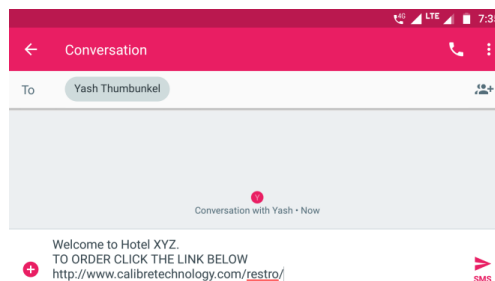 4G LTE 7:3
Conversation
To Yash Thumbunkel
Y
Conversation with Yash • Now
Welcome to Hotel XYZ.
TO ORDER CLICK THE LINK BELOW
http://www.calibretechnology.com/restro/
SMS